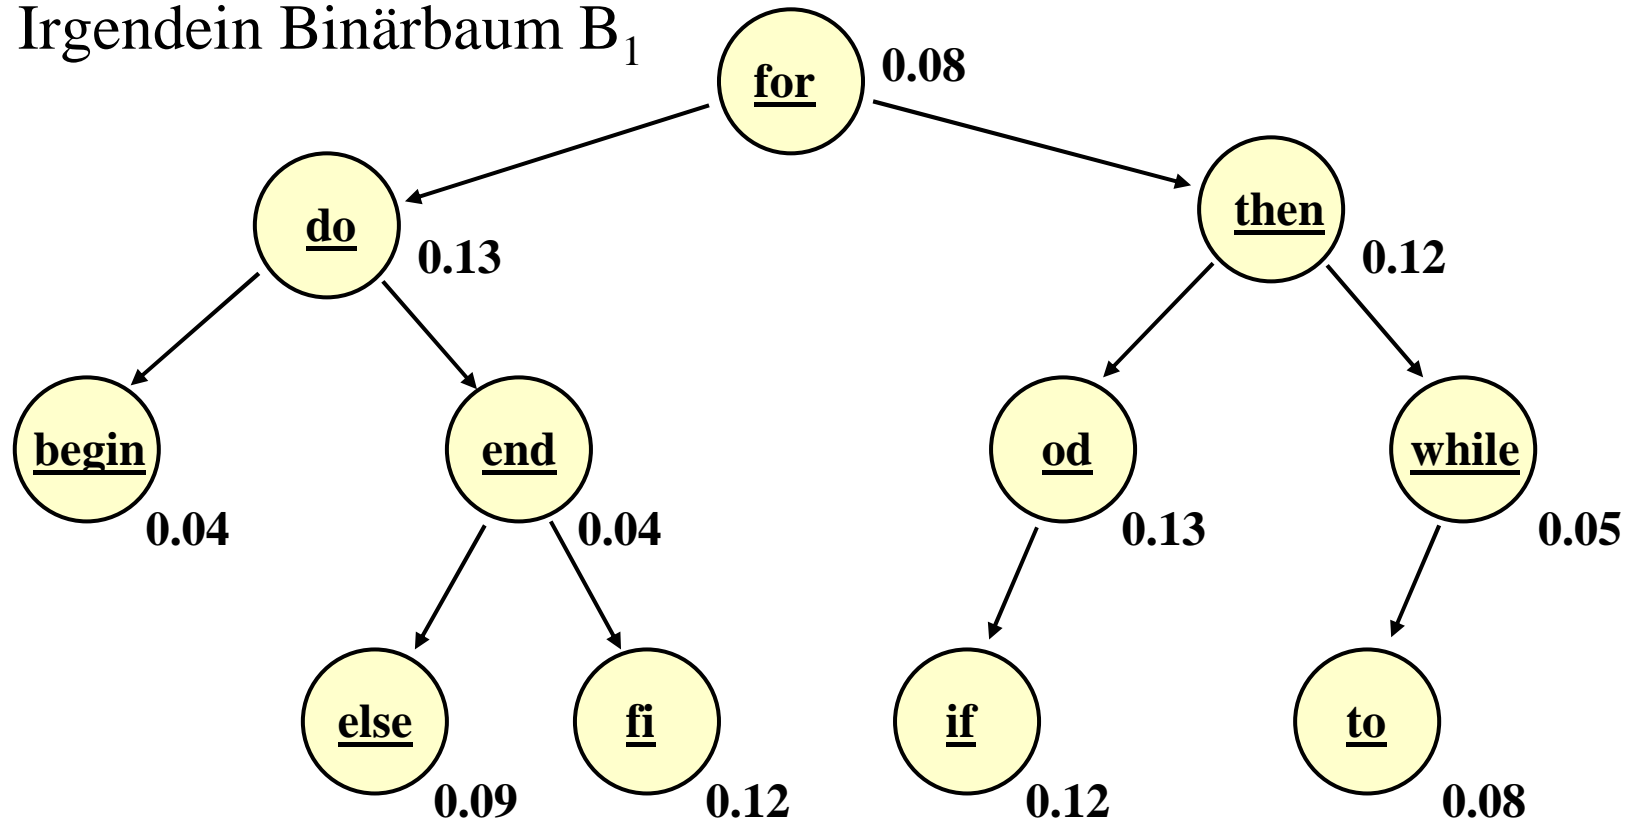 Irgendein Binärbaum B₁
for 0.08
do 0.13
then 0.12
begin 0.04
end 0.04
od 0.13
while 0.05
else 0.09
fi 0.12
if 0.12
to 0.08